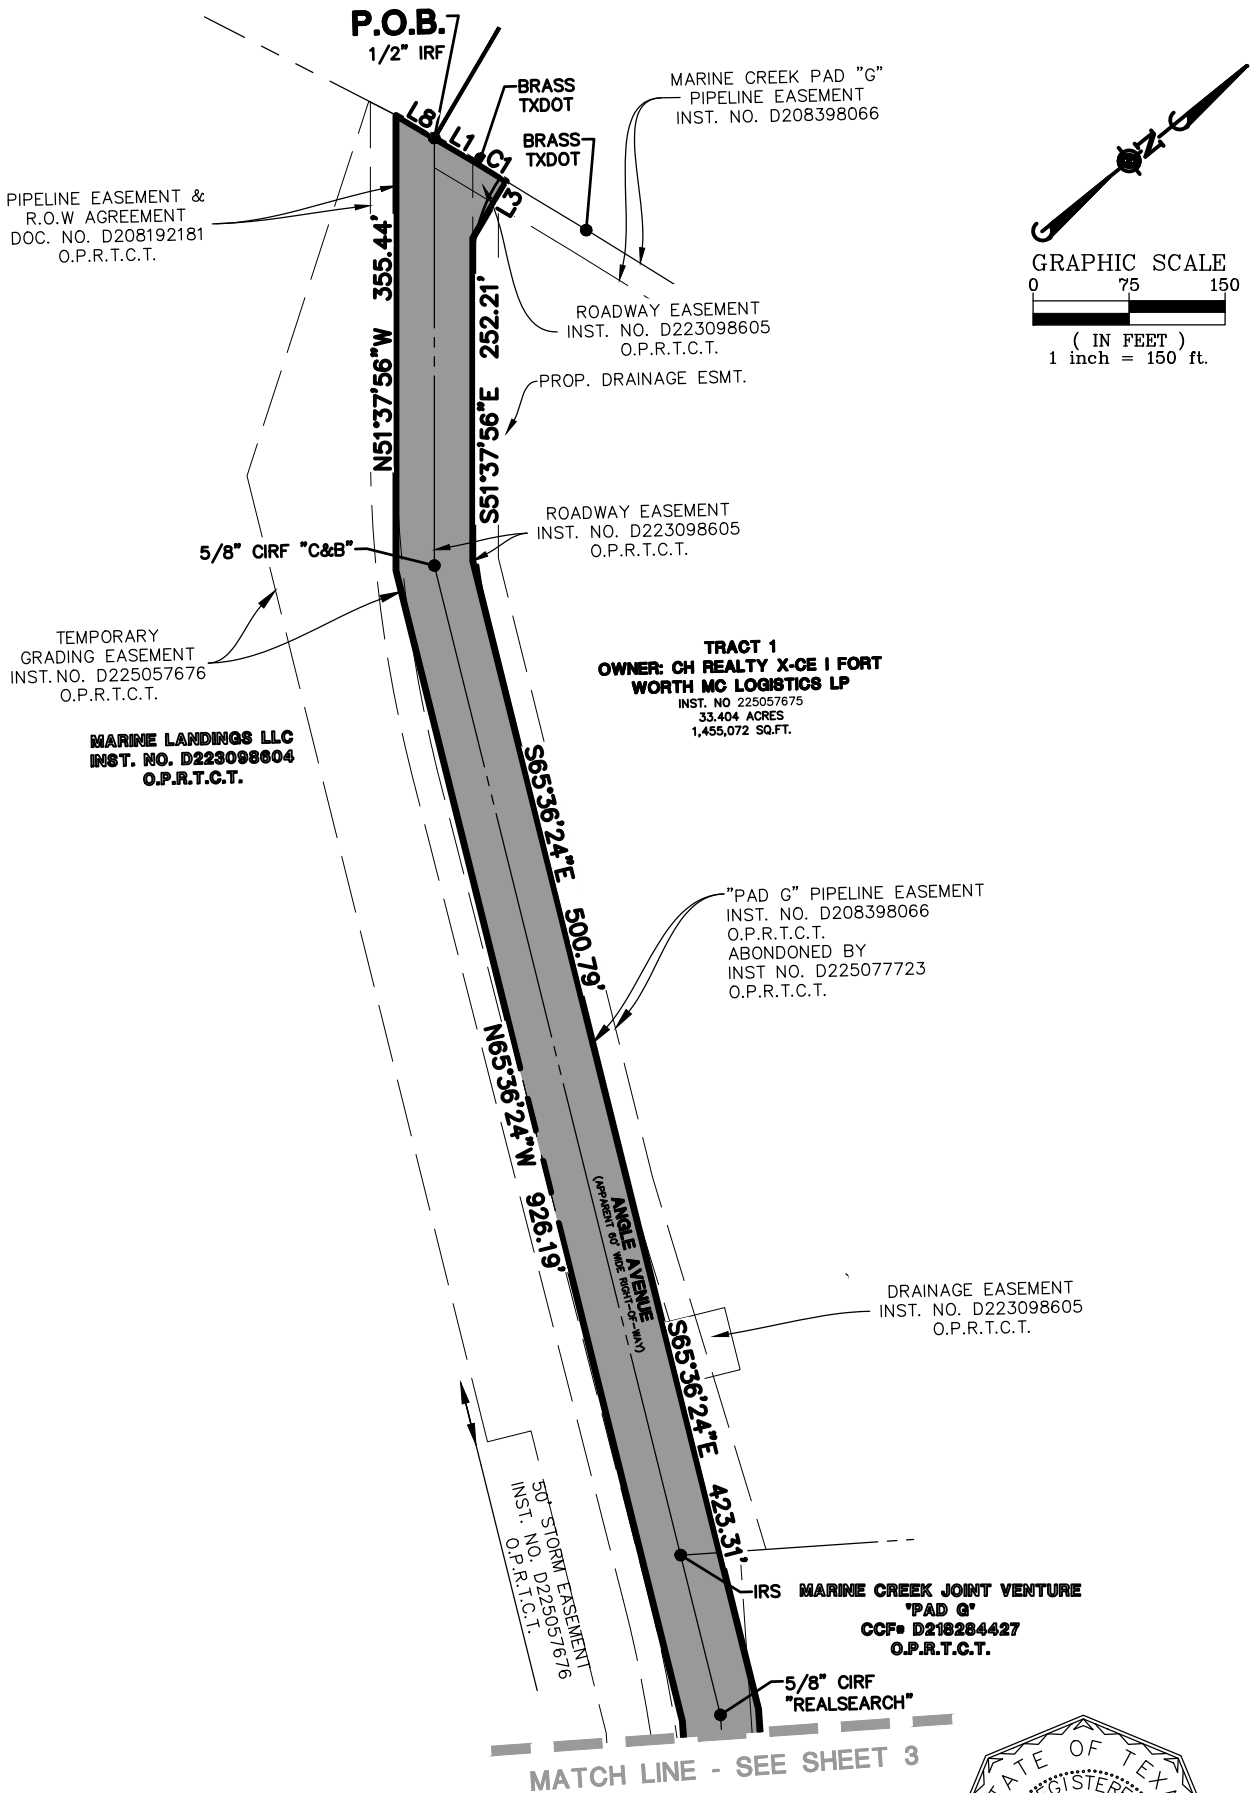 P.O.B.
1/2" IRF
BRASS
TXDOT
BRASS
TXDOT
MARINE CREEK PAD "G"
PIPELINE EASEMENT
INST. NO. D208398066
L8
L1
C1
L3
N
GRAPHIC SCALE
0 75 150
( IN FEET )
1 inch = 150 ft.
PIPELINE EASEMENT &
R.O.W AGREEMENT
DOC. NO. D208192181
O.P.R.T.C.T.
N51°37'56"W 355.44'
S51°37'56"E 252.21'
ROADWAY EASEMENT
INST. NO. D223098605
O.P.R.T.C.T.
PROP. DRAINAGE ESMT.
ROADWAY EASEMENT
INST. NO. D223098605
O.P.R.T.C.T.
5/8" CIRF "C&B"
TEMPORARY
GRADING EASEMENT
INST. NO. D225057676
O.P.R.T.C.T.
TRACT 1
OWNER: CH REALTY X-CE I FORT
WORTH MC LOGISTICS LP
INST. NO 225057675
33.404 ACRES
1,455,072 SQ.FT.
MARINE LANDINGS LLC
INST. NO. D223098604
O.P.R.T.C.T.
S65°36'24"E 500.79'
"PAD G" PIPELINE EASEMENT
INST. NO. D208398066
O.P.R.T.C.T.
ABONDONED BY
INST NO. D225077723
O.P.R.T.C.T.
N65°36'24"W 926.19'
ANGLE AVENUE
(APPARENT 60' WIDE RIGHT-OF-WAY)
DRAINAGE EASEMENT
INST. NO. D223098605
O.P.R.T.C.T.
S65°36'24"E 423.31'
50' STORM EASEMENT
INST. NO. D225057676
O.P.R.T.C.T.
IRS
MARINE CREEK JOINT VENTURE
"PAD G"
CCF# D218284427
O.P.R.T.C.T.
5/8" CIRF
"REALSEARCH"
MATCH LINE - SEE SHEET 3
STATE OF TEXA
EGISTERE